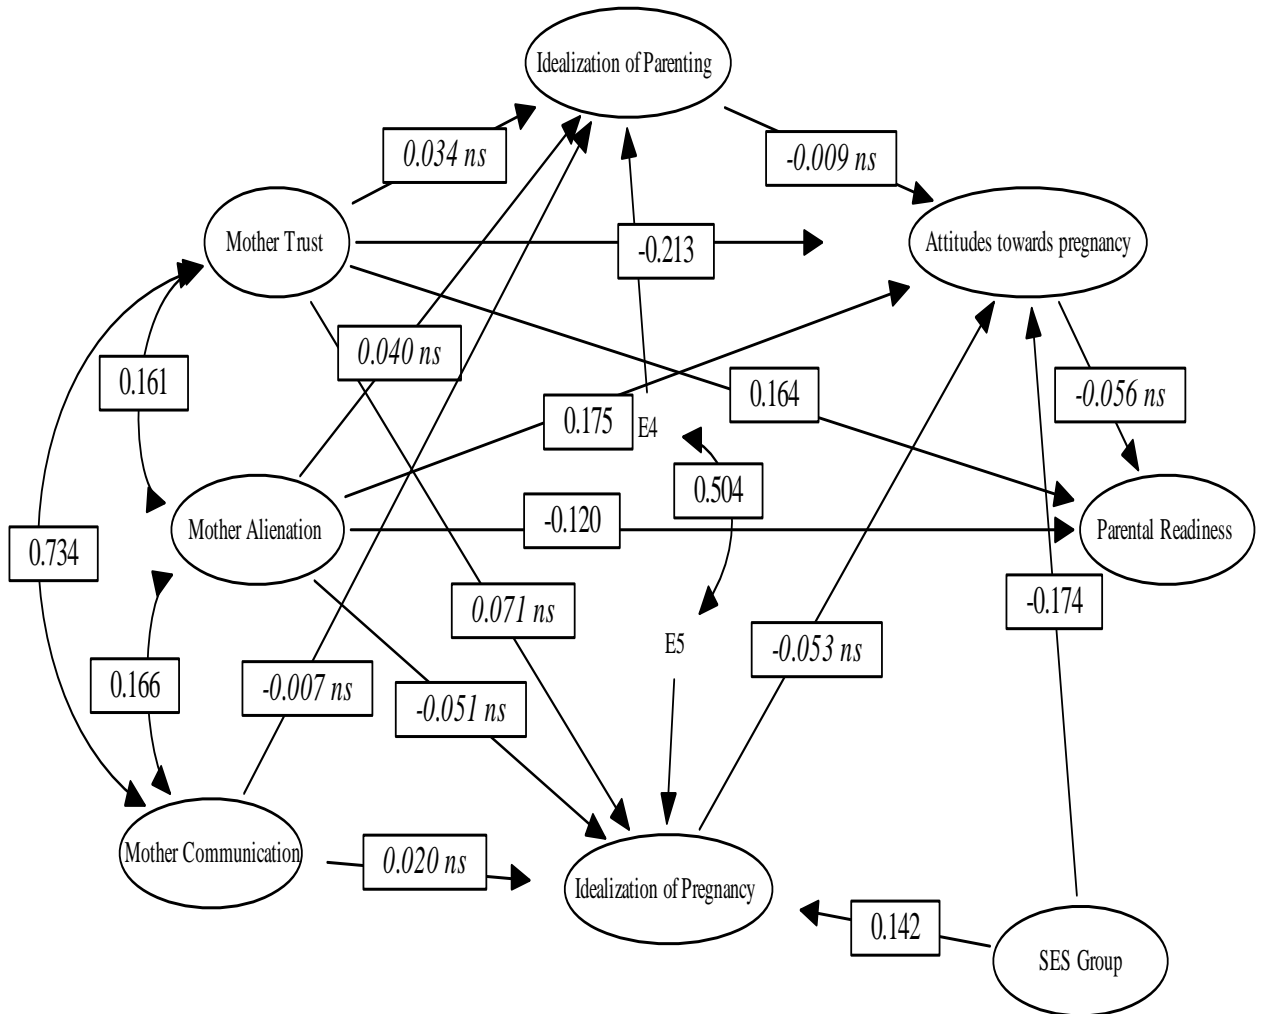 Idealization of Parenting
0.034 ns
-0.009 ns
Mother Trust
-0.213
Attitudes towards pregnancy
0.040 ns
0.161
0.164
-0.056 ns
0.175
E4
0.504
Mother Alienation
-0.120
Parental Readiness
0.734
0.071 ns
-0.174
E5
-0.053 ns
0.166
-0.007 ns
-0.051 ns
Mother Communication
0.020 ns
Idealization of Pregnancy
0.142
SES Group